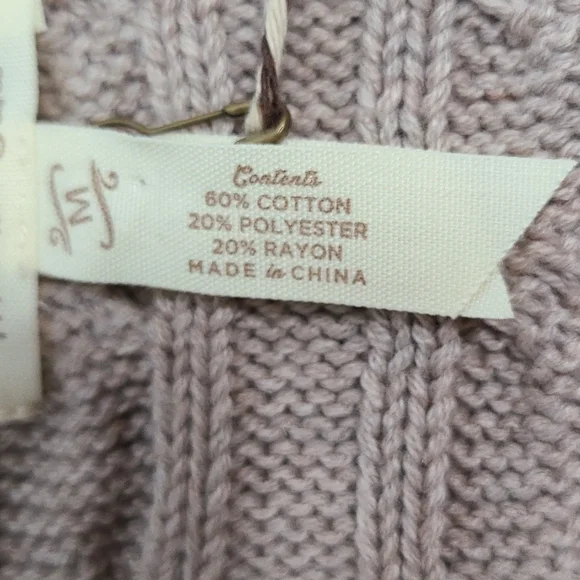 Contents
60% COTTON
20% POLYESTER
20% RAYON
MADE in CHINA